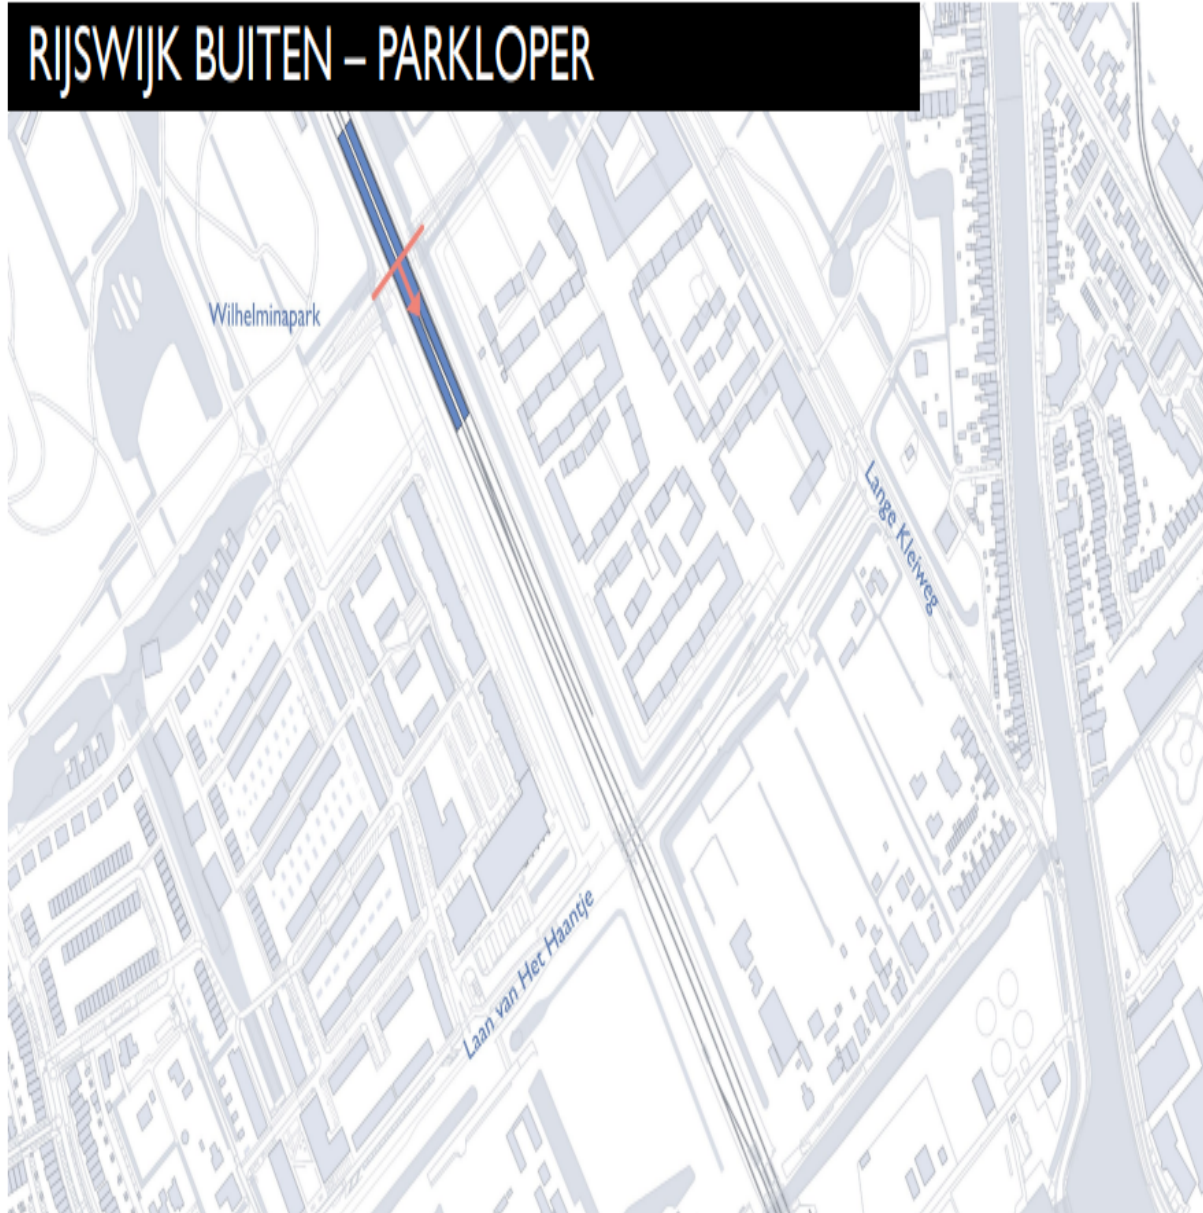 RIJSWIJK BUITEN – PARKLOPER
Wilhelminapark
Lange Kleiweg
Laan van Het Haantje